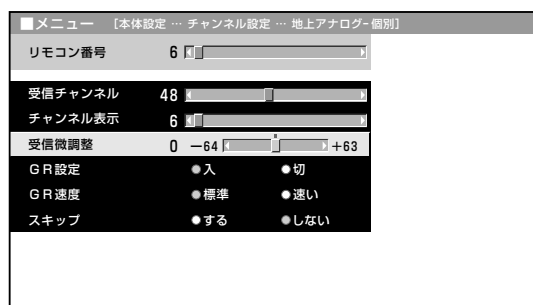 ■メニュー [本体設定 … チャンネル設定 … 地上アナログ-個別]
リモコン番号 6
受信チャンネル 48
チャンネル表示 6
受信微調整 0 −64 +63
GR設定 ●入 ●切
GR速度 ●標準 ●速い
スキップ ●する ●しない